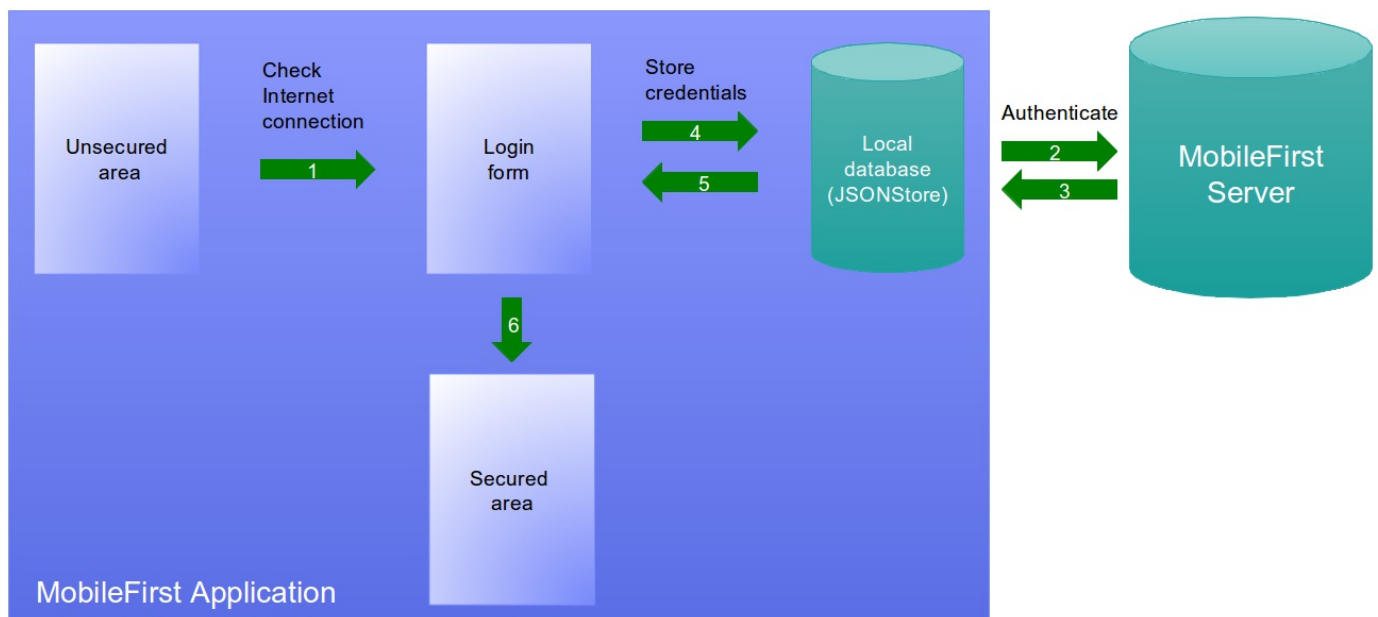 Unsecured
area
Check
Internet
connection
1
Login
form
Store
credentials
4
5
Local
database
(JSONStore)
Authenticate
2
3
MobileFirst
Server
6
Secured
area
MobileFirst Application